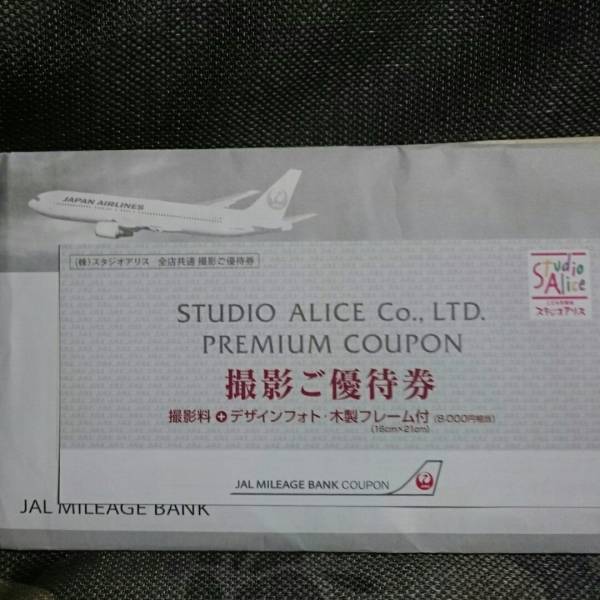 JAPAN AIRLINES
(株)スタジオアリス 全店共通 撮影ご優待券
Studio
Alice
スタジオアリス
STUDIO ALICE Co., LTD.
PREMIUM COUPON
撮影ご優待券
撮影料+デザインフォト・木製フレーム付(8,000円相当)
(16cm×21cm)
JAL MILEAGE BANK COUPON
JAL MILEAGE BANK